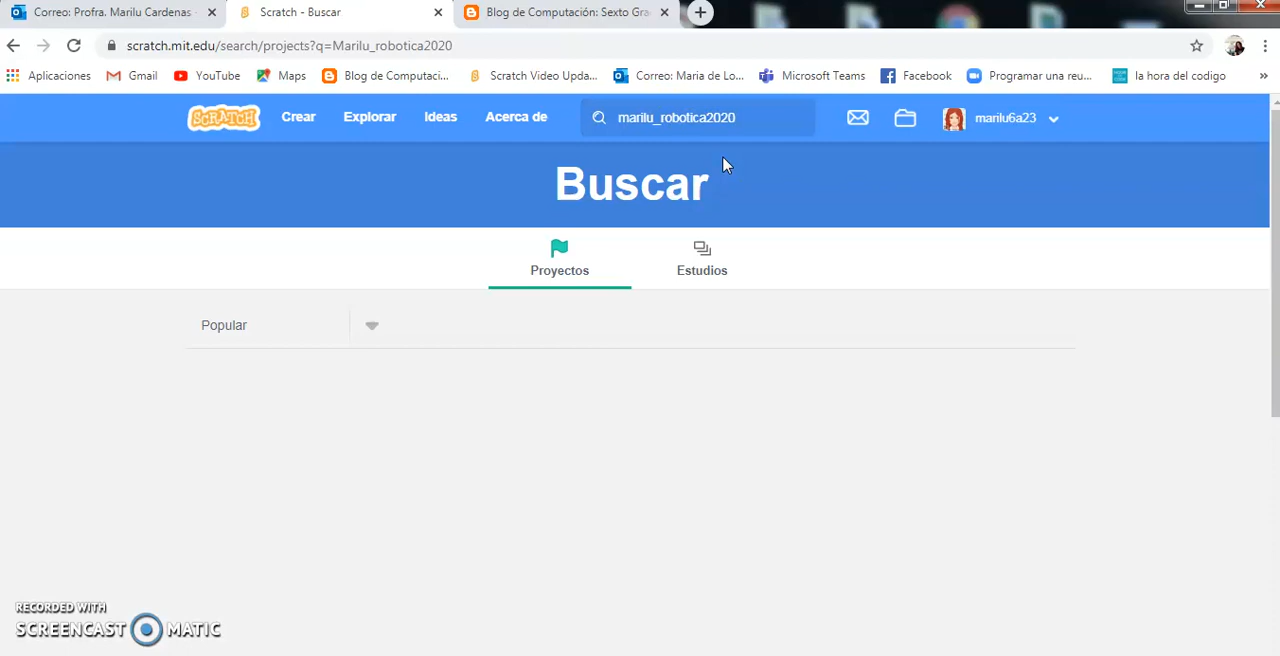 Correo: Profra. Marilu Cardenas
Scratch - Buscar
Blog de Computación: Sexto Gra
scratch.mit.edu/search/projects?q=Marilu_robotica2020
Aplicaciones
Gmail
YouTube
Maps
Blog de Computaci...
Scratch Video Upda...
Correo: Maria de Lo...
Microsoft Teams
Facebook
Programar una reu...
la hora del codigo
»
SCRATCH
Crear
Explorar
Ideas
Acerca de
marilu_robotica2020
marilu6a23
Buscar
Proyectos
Estudios
Popular
RECORDED WITH
SCREENCAST MATIC